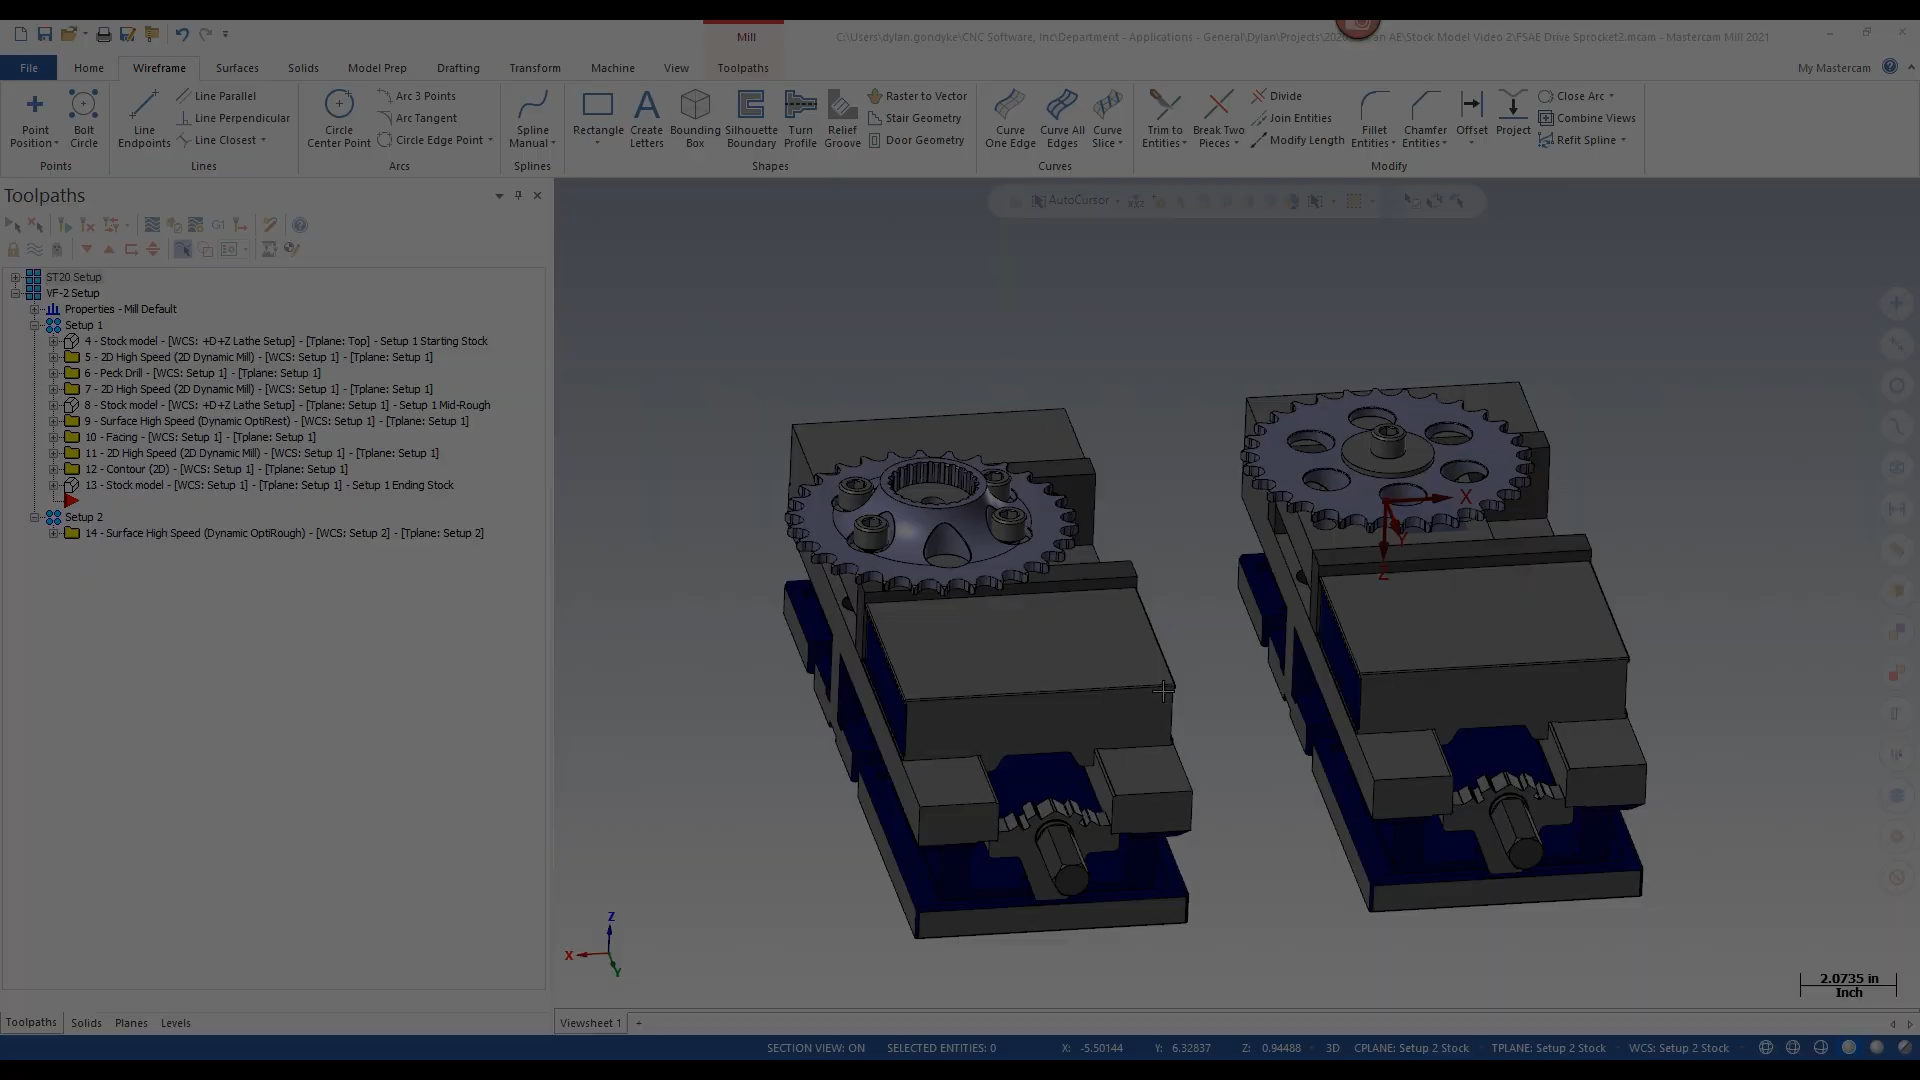 Mill
C:\Users\dylan.gondyke\CNC Software, Inc\Department - Applications - General\Dylan\Projects\202 an AE\Stock Model Video 2\FSAE Drive Sprocket2.mcam - Mastercam Mill 2021
File Home Wireframe Surfaces Solids Model Prep Drafting Transform Machine View Toolpaths My Mastercam
Point Position
Bolt Circle
Points
Line Endpoints
Line Parallel
Line Perpendicular
Line Closest
Lines
Circle Center Point
Arc 3 Points
Arc Tangent
Circle Edge Point
Arcs
Spline Manual
Splines
Rectangle
Create Letters
Bounding Box
Silhouette Boundary
Turn Profile
Relief Groove
Raster to Vector
Stair Geometry
Door Geometry
Shapes
Curve One Edge
Curve All Edges
Curve Slice
Curves
Trim to Entities
Break Two Pieces
Divide
Join Entities
Modify Length
Fillet Entities
Chamfer Entities
Offset
Project
Close Arc
Combine Views
Refit Spline
Modify
Toolpaths
AutoCursor
G1
ST20 Setup
VF-2 Setup
Properties - Mill Default
Setup 1
4 - Stock model - [WCS: +D+Z Lathe Setup] - [Tplane: Top] - Setup 1 Starting Stock
5 - 2D High Speed (2D Dynamic Mill) - [WCS: Setup 1] - [Tplane: Setup 1]
6 - Peck Drill - [WCS: Setup 1] - [Tplane: Setup 1]
7 - 2D High Speed (2D Dynamic Mill) - [WCS: Setup 1] - [Tplane: Setup 1]
8 - Stock model - [WCS: +D+Z Lathe Setup] - [Tplane: Setup 1] - Setup 1 Mid-Rough
9 - Surface High Speed (Dynamic OptiRest) - [WCS: Setup 1] - [Tplane: Setup 1]
10 - Facing - [WCS: Setup 1] - [Tplane: Setup 1]
11 - 2D High Speed (2D Dynamic Mill) - [WCS: Setup 1] - [Tplane: Setup 1]
12 - Contour (2D) - [WCS: Setup 1] - [Tplane: Setup 1]
13 - Stock model - [WCS: Setup 1] - [Tplane: Setup 1] - Setup 1 Ending Stock
Setup 2
14 - Surface High Speed (Dynamic OptiRough) - [WCS: Setup 2] - [Tplane: Setup 2]
X
Y
Z
Z
X
Y
2.0735 in
Inch
Toolpaths Solids Planes Levels
Viewsheet 1 +
SECTION VIEW: ON SELECTED ENTITIES: 0 X: -5.50144 Y: 6.32837 Z: 0.94488 3D CPLANE: Setup 2 Stock TPLANE: Setup 2 Stock WCS: Setup 2 Stock